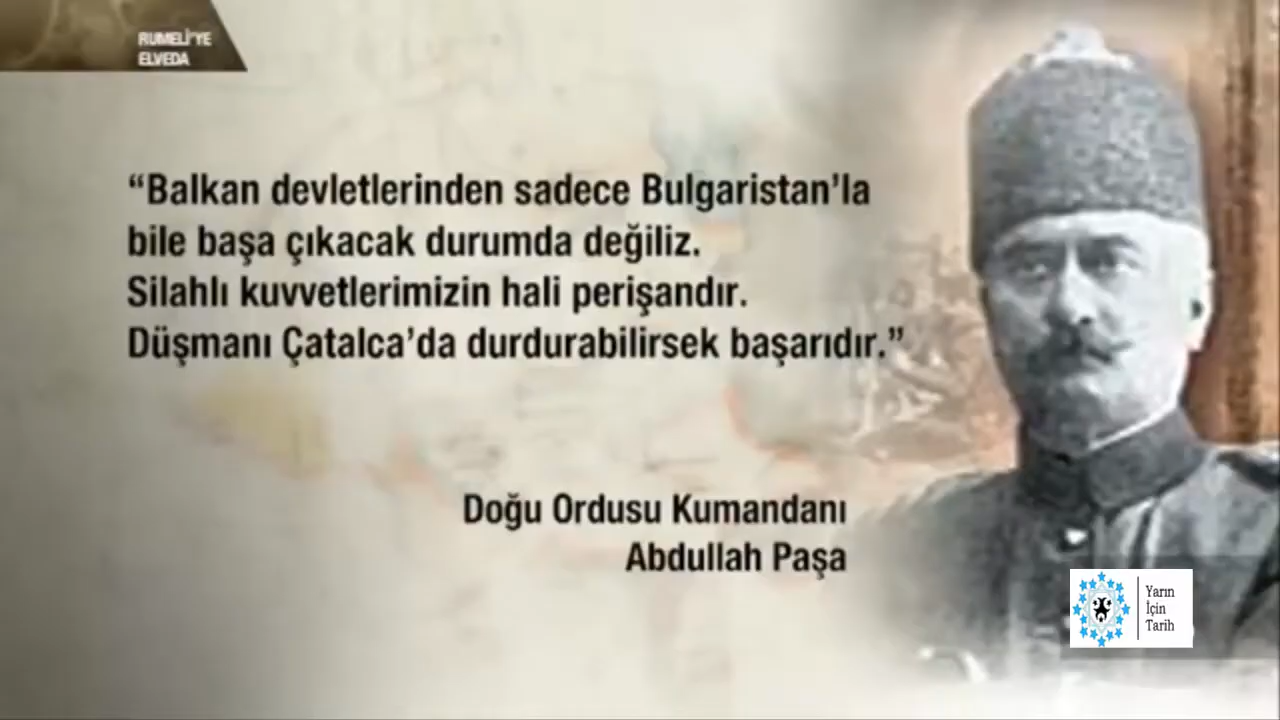 RUMELİ'YE
ELVEDA
“Balkan devletlerinden sadece Bulgaristan’la
bile başa çıkacak durumda değiliz.
Silahlı kuvvetlerimizin hali perişandır.
Düşmanı Çatalca’da durdurabilirsek başarıdır.”
Doğu Ordusu Kumandanı
Abdullah Paşa
Yarın
İçin
Tarih